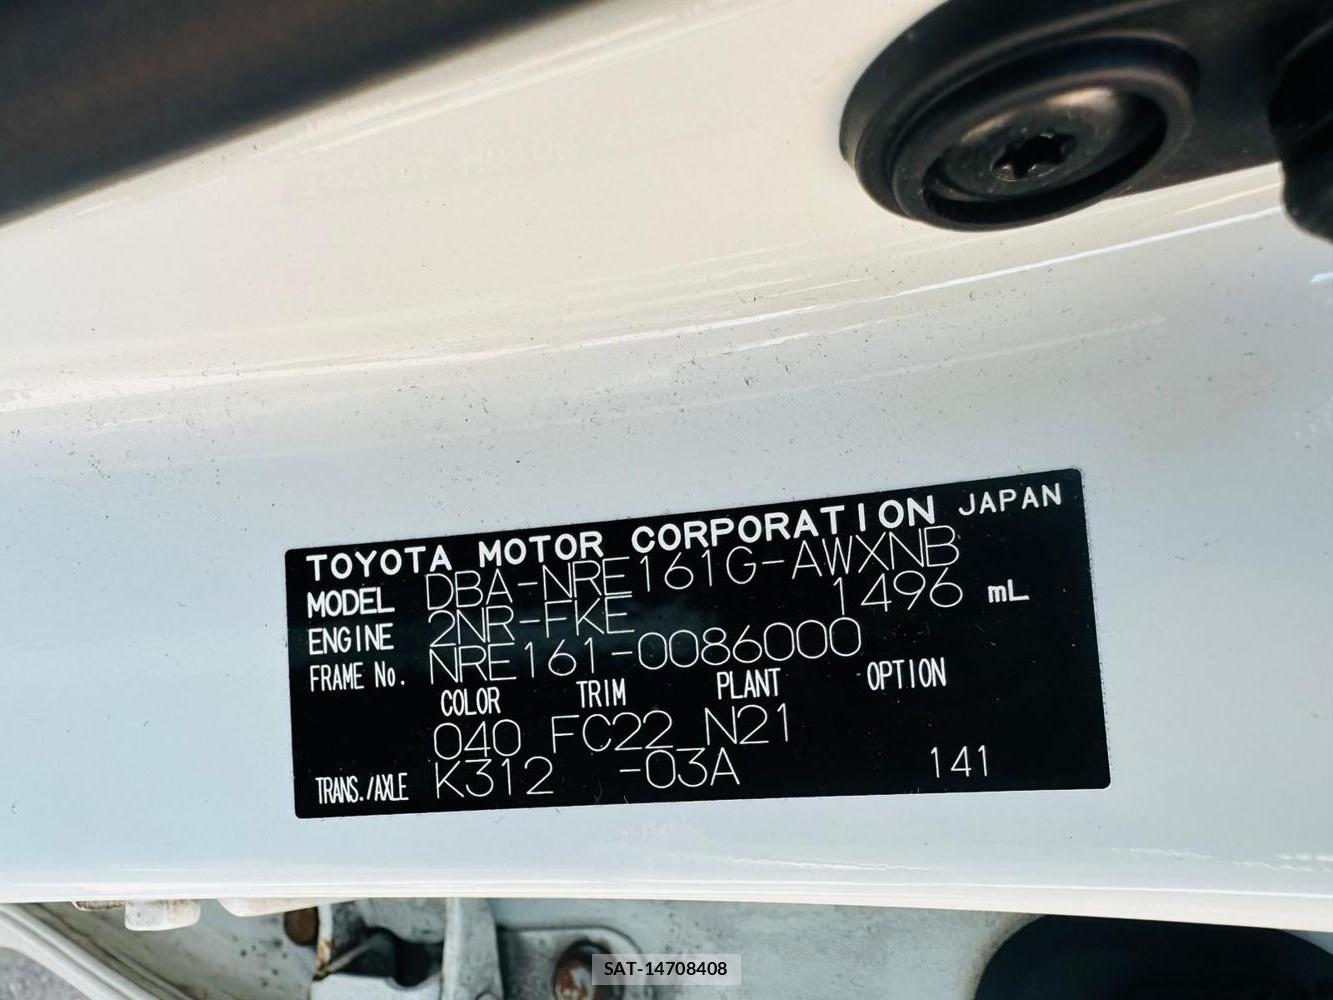 TOYOTA MOTOR CORPORATION JAPAN
MODEL DBA-NRE161G-AWXNB
ENGINE 2NR-FKE 1496 mL
FRAME No. NRE161-0086000
COLOR TRIM PLANT OPTION
040 FC22 N21
TRANS./AXLE K312 -03A 141
SAT-14708408